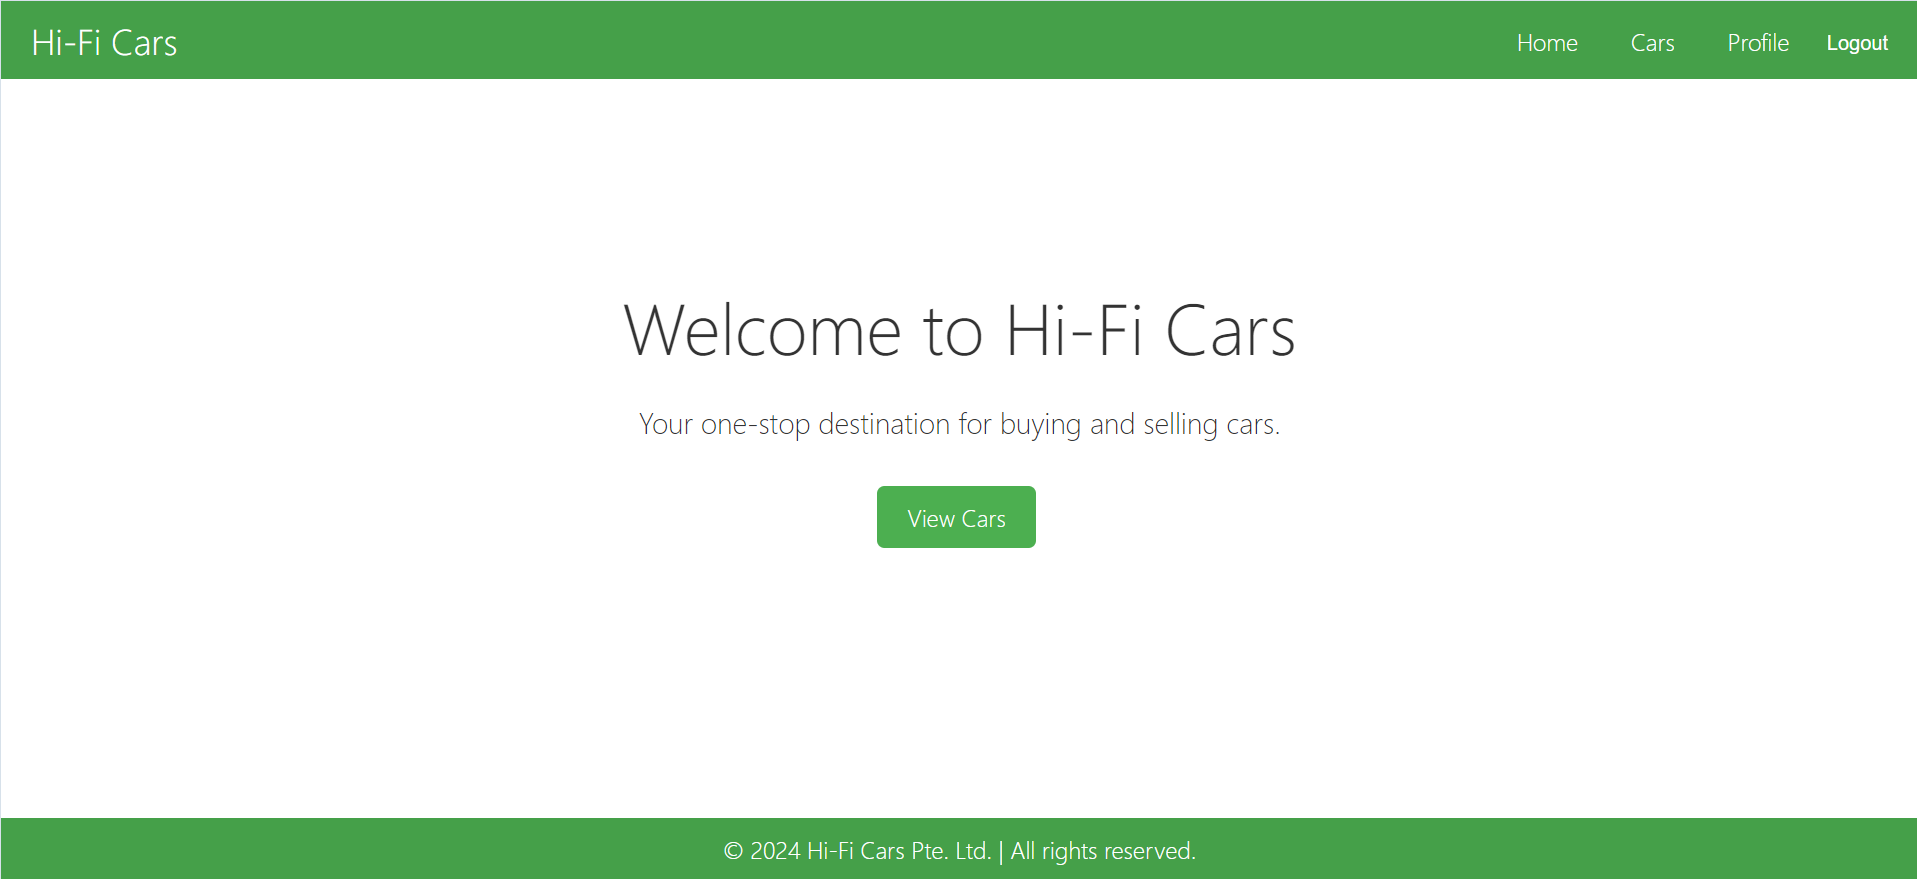 Hi-Fi Cars
Home Cars Profile Logout
Welcome to Hi-Fi Cars
Your one-stop destination for buying and selling cars.
View Cars
© 2024 Hi-Fi Cars Pte. Ltd. | All rights reserved.